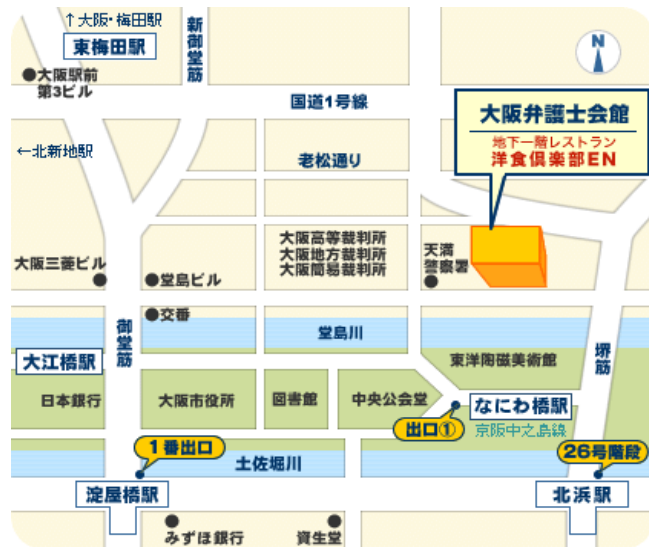 ↑大阪・梅田駅
東梅田駅
新御堂筋
N
●大阪駅前
第3ビル
国道1号線
大阪弁護士会館
地下一階レストラン
洋食倶楽部EN
←北新地駅
老松通り
大阪高等裁判所
大阪地方裁判所
大阪簡易裁判所
天満
警察署
大阪三菱ビル
●堂島ビル
●交番
御堂筋
堂島川
堺筋
大江橋駅
東洋陶磁美術館
日本銀行
大阪市役所
図書館
中央公会堂
なにわ橋駅
京阪中之島線
出口①
1番出口
土佐堀川
26号階段
淀屋橋駅
北浜駅
みずほ銀行
資生堂